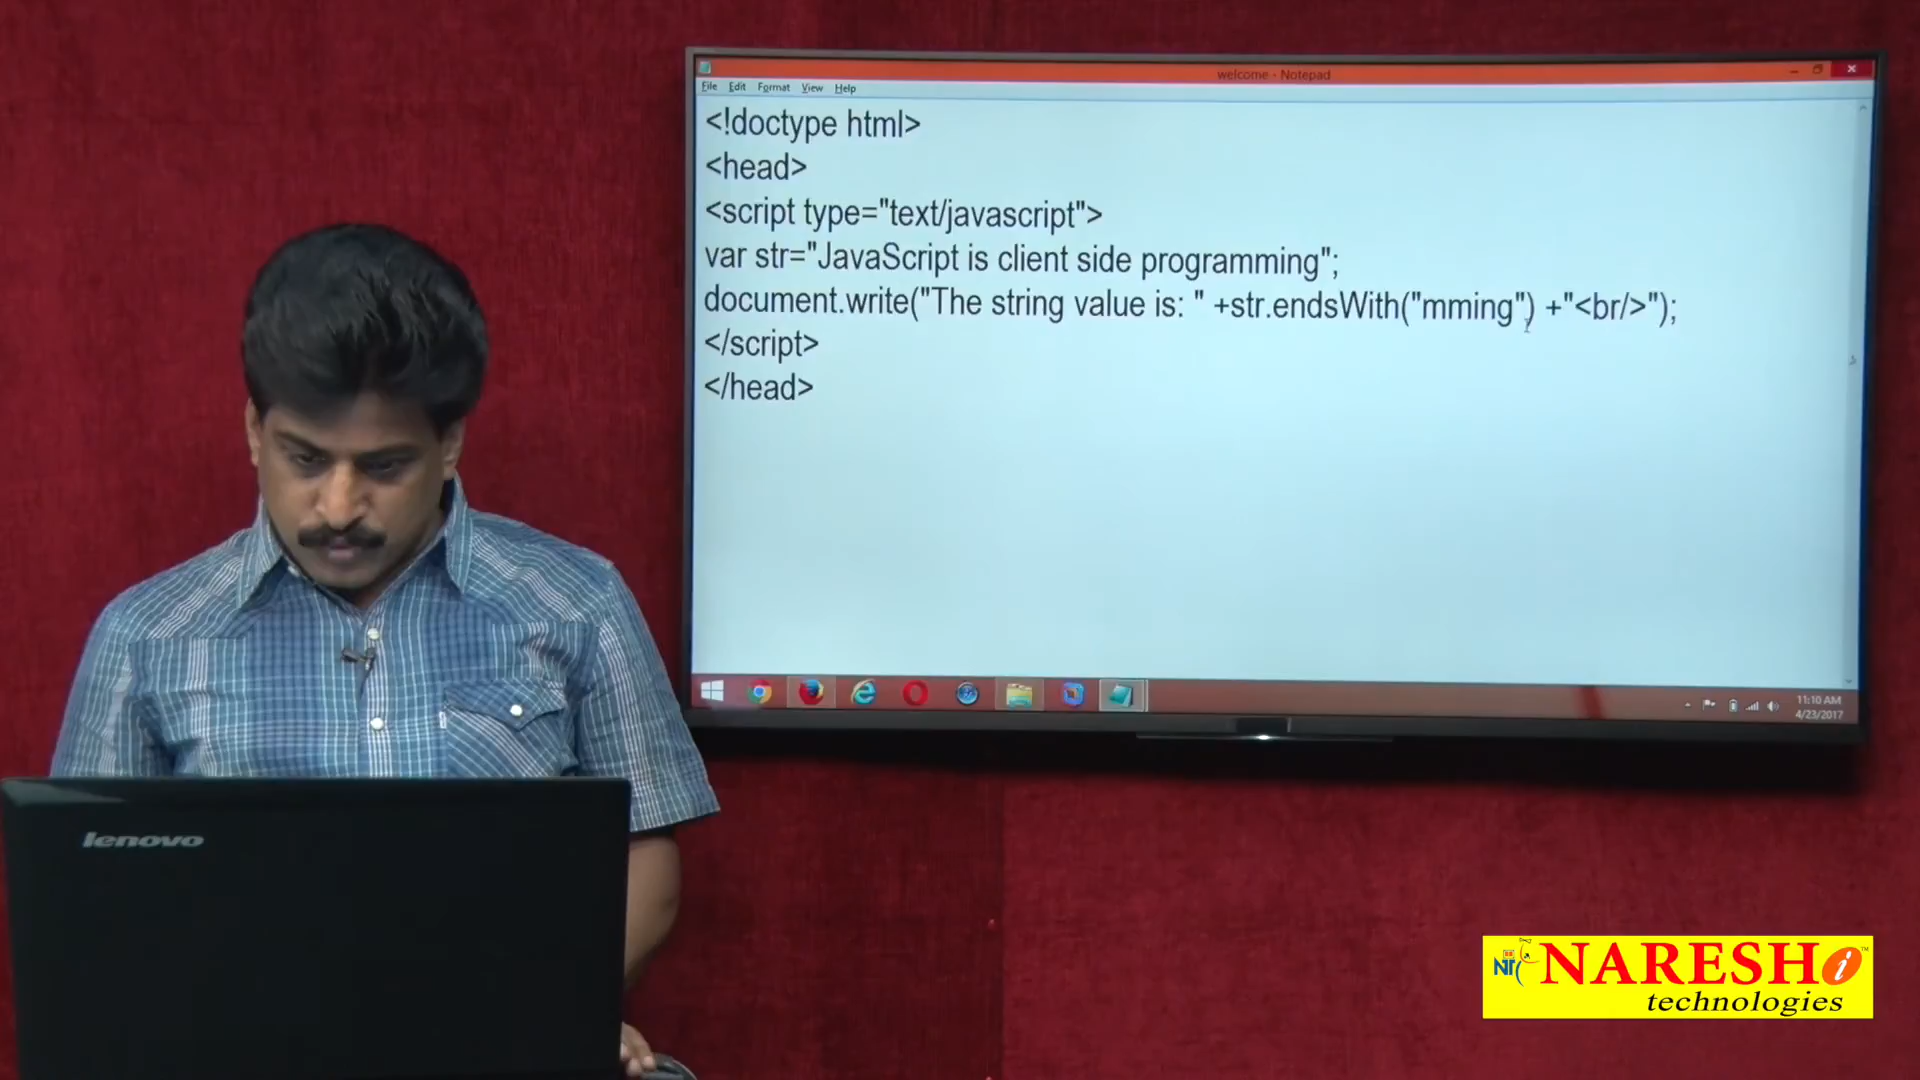 welcome - Notepad
File Edit Format View Help
<!doctype html>
<head>
<script type="text/javascript">
var str="JavaScript is client side programming";
document.write("The string value is: " +str.endsWith("mming") +"<br/>");
</script>
</head>
11:10 AM
4/23/2017
lenovo
NT
NARESH i
technologies